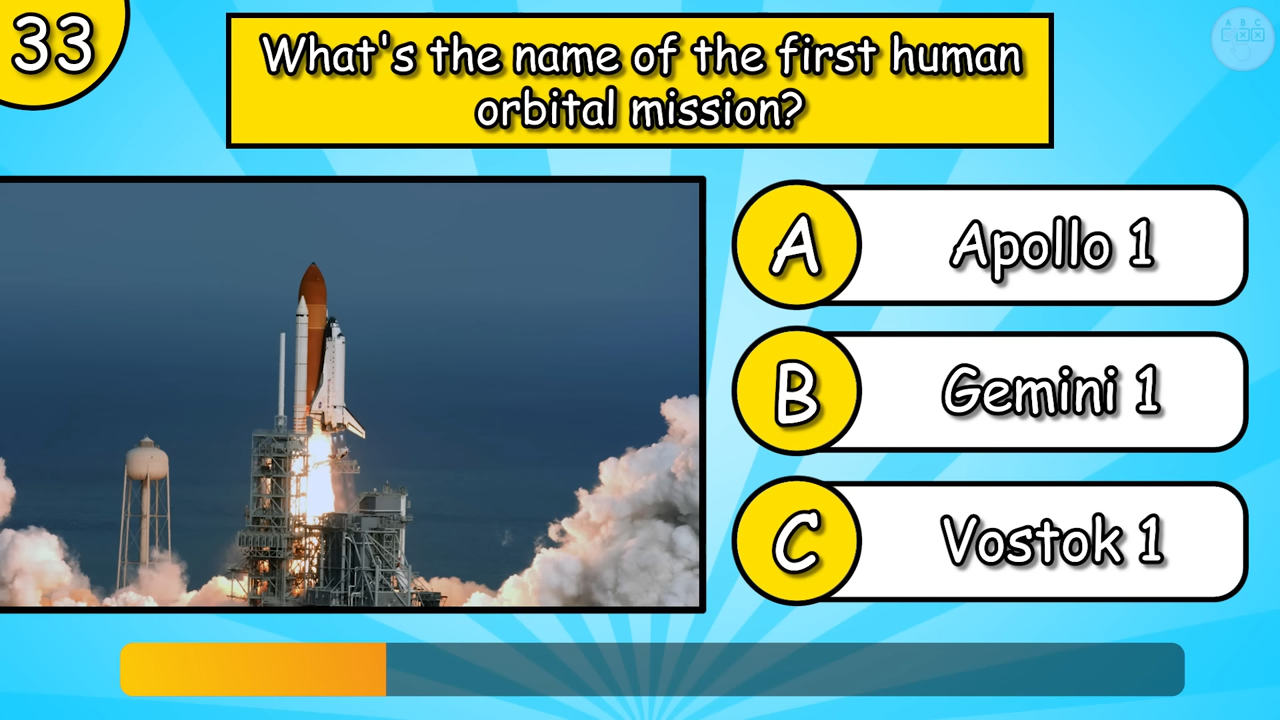 33
What's the name of the first human
orbital mission?
A B C
A Apollo 1
B Gemini 1
C Vostok 1